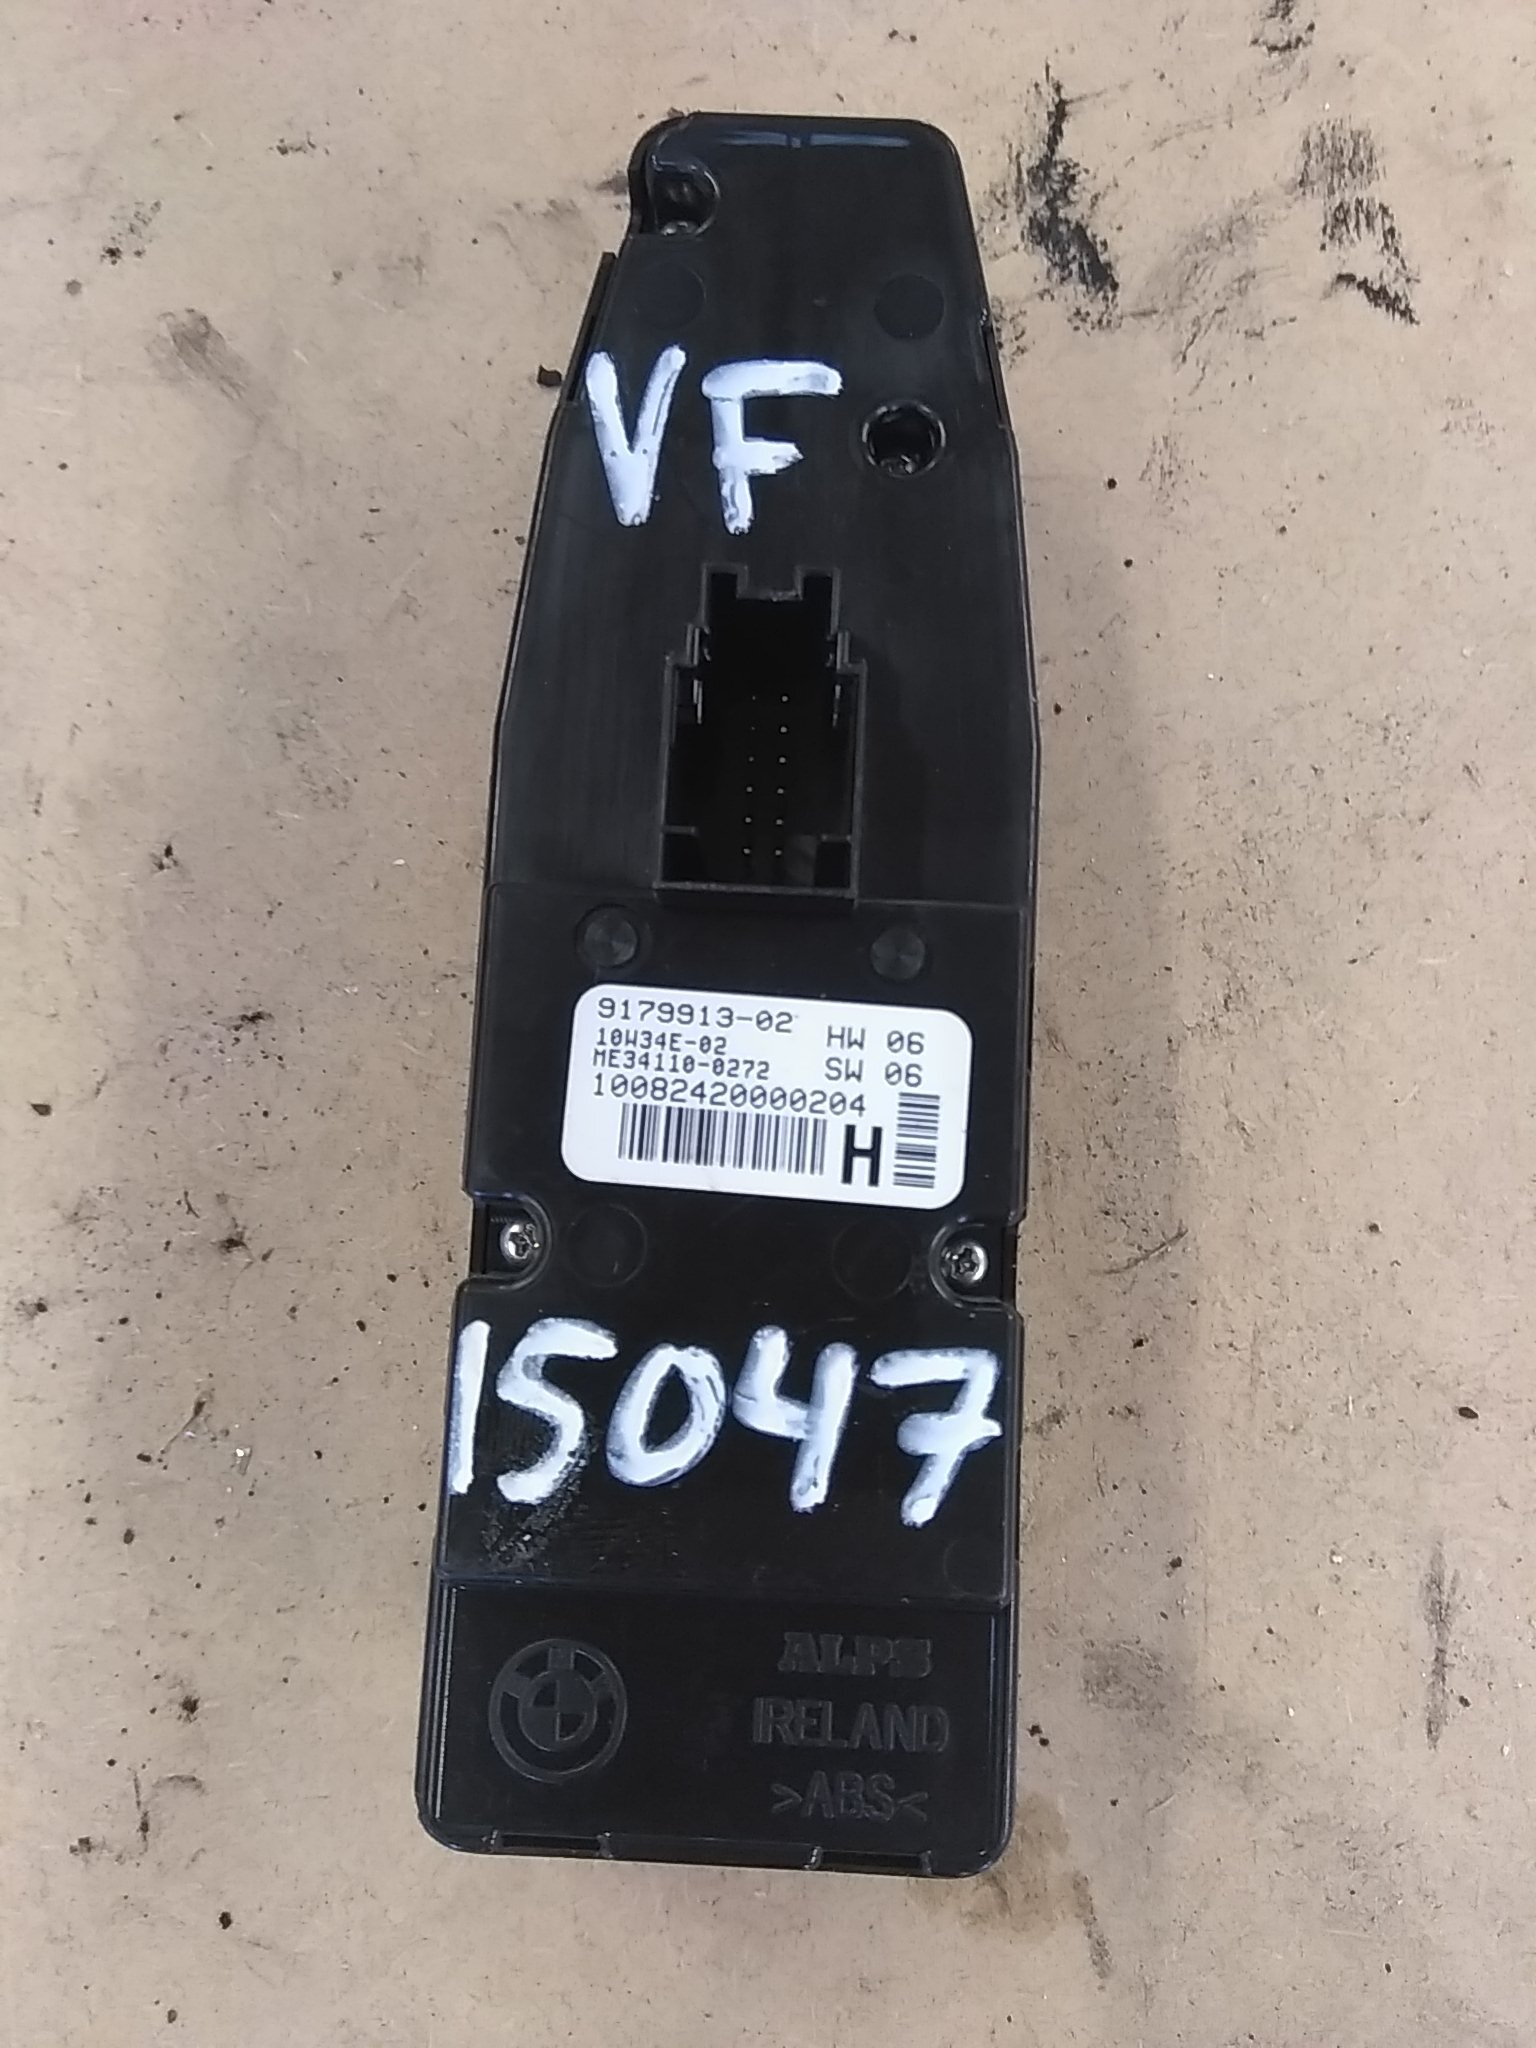 VF
9179913-02 HW 06
10W34E-02
ME34110-0272 SW 06
10082420000204
H
15047
ALPS
IRELAND
>ABS<